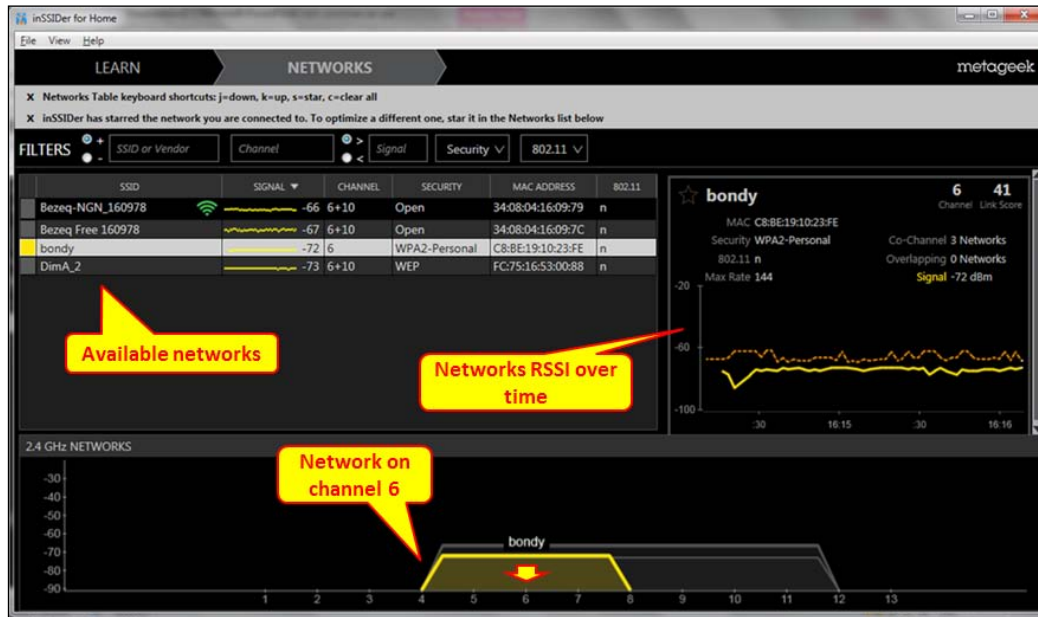 inSSIDer for Home
File View Help
LEARN NETWORKS metageek
X Networks Table keyboard shortcuts: j=down, k=up, s=star, c=clear all
X inSSIDer has starred the network you are connected to. To optimize a different one, star it in the Networks list below
FILTERS + - SSID or Vendor Channel > < Signal Security 802.11
SSID SIGNAL CHANNEL SECURITY MAC ADDRESS 802.11
Bezeq-NGN_160978 -66 6+10 Open 34:08:04:16:09:79 n
Bezeq Free 160978 -67 6+10 Open 34:08:04:16:09:7C n
bondy -72 6 WPA2-Personal C8:BE:19:10:23:FE n
DimA_2 -73 6+10 WEP FC:75:16:53:00:88 n
Available networks
bondy 6 41
Channel Link Score
MAC C8:BE:19:10:23:FE
Security WPA2-Personal Co-Channel 3 Networks
802.11 n Overlapping 0 Networks
Max Rate 144 Signal -72 dBm
-20
-60
-100
:30 16:15 :30 16:16
Networks RSSI over
time
2.4 GHz NETWORKS
Network on
channel 6
-30
-40
-50
-60
-70
-80
-90
bondy
1 2 3 4 5 6 7 8 9 10 11 12 13